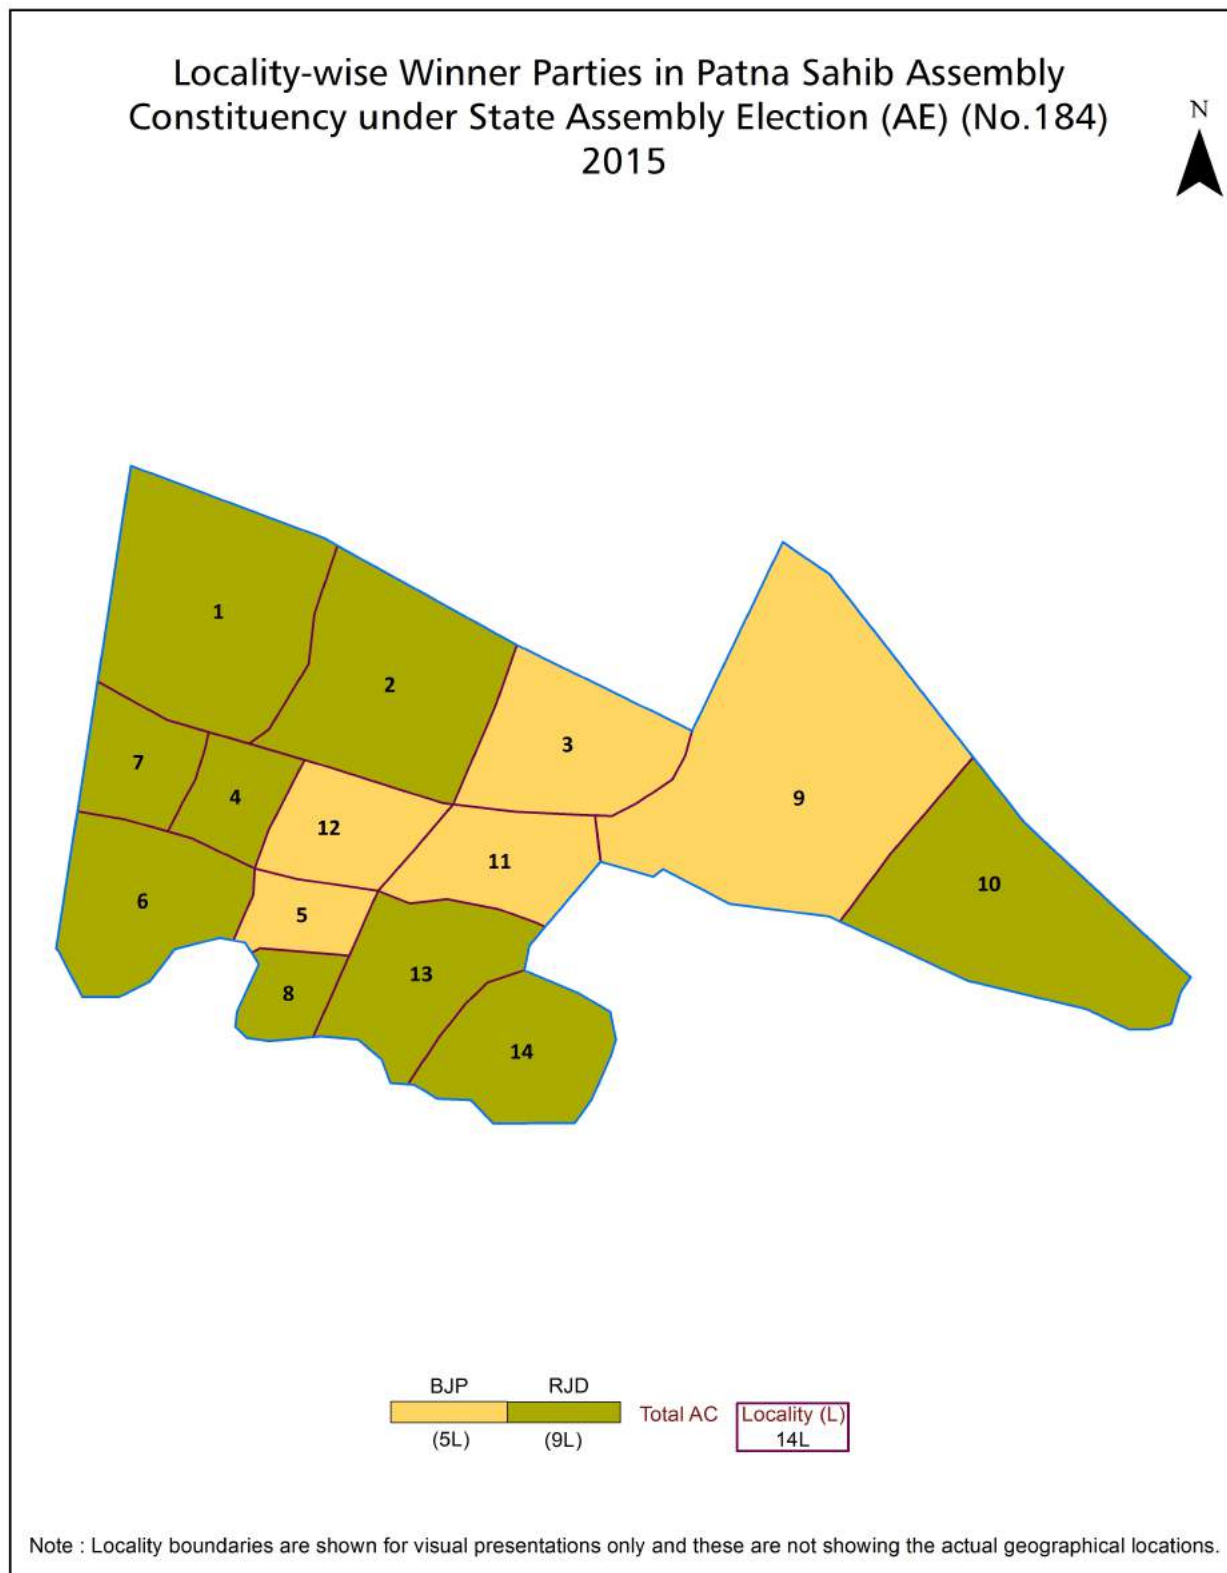 Locality-wise Winner Parties in Patna Sahib Assembly
Constituency under State Assembly Election (AE) (No.184)
2015
N
1
2
3
7
4
12
9
11
10
6
5
13
8
14
BJP RJD
Total AC Locality (L)
(5L) (9L) 14L
Note : Locality boundaries are shown for visual presentations only and these are not showing the actual geographical locations.